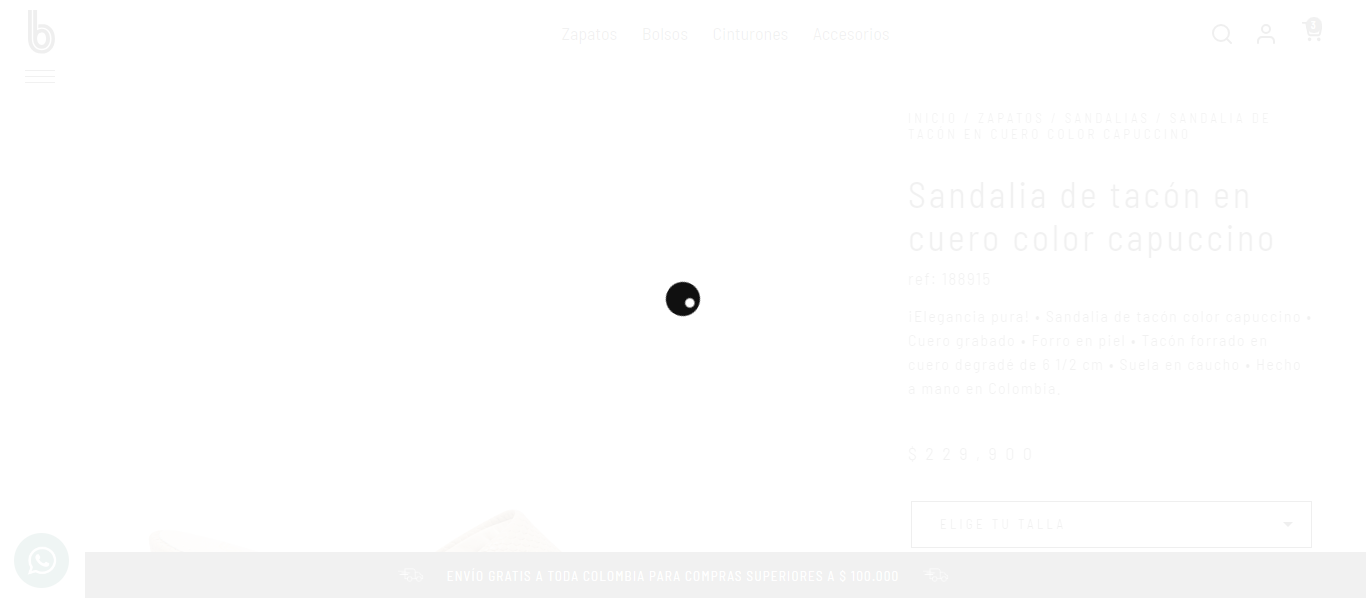 b
Zapatos Bolsos Cinturones Accesorios
INICIO / ZAPATOS / SANDALIAS / SANDALIA DE
TACÓN EN CUERO COLOR CAPUCCINO
Sandalia de tacón en
cuero color capuccino
ref: 188915
¡Elegancia pura! • Sandalia de tacón color capuccino •
Cuero grabado • Forro en piel • Tacón forrado en
cuero degrade de 6 1/2 cm • Suela en caucho • Hecho
a mano en Colombia.
$229,900
ELIGE TU TALLA
ENVÍO GRATIS A TODA COLOMBIA PARA COMPRAS SUPERIORES A $ 100.000